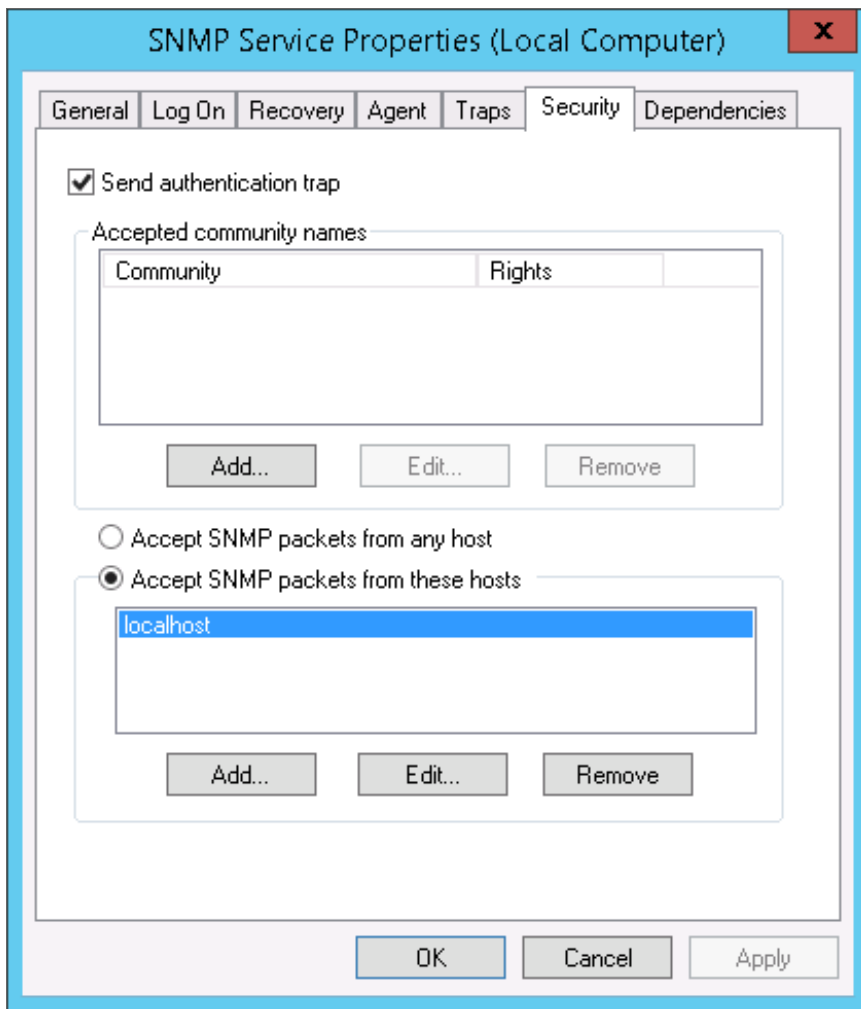 SNMP Service Properties (Local Computer)
x
General Log On Recovery Agent Traps Security Dependencies
Send authentication trap
Accepted community names
Community Rights
Add... Edit... Remove
Accept SNMP packets from any host
Accept SNMP packets from these hosts
localhost
Add... Edit... Remove
OK Cancel Apply